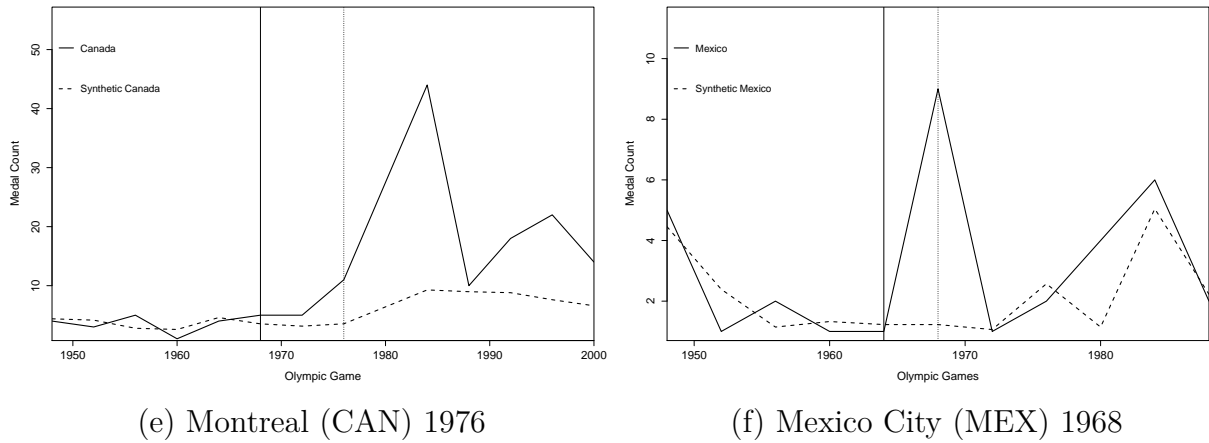 Canada
Synthetic Canada
Medal Count
50
40
30
20
10
1950 1960 1970 1980 1990 2000
Olympic Game
(e) Montreal (CAN) 1976
Mexico
Synthetic Mexico
Medal Count
10
8
6
4
2
1950 1960 1970 1980
Olympic Games
(f) Mexico City (MEX) 1968